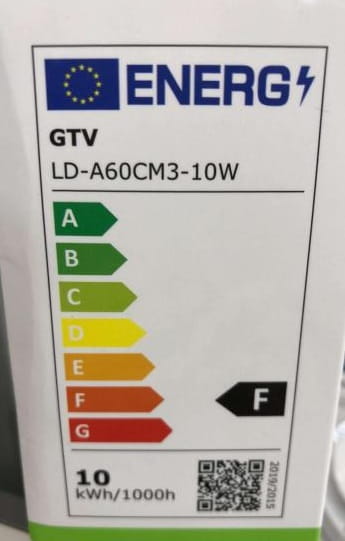 ENERG
GTV
LD-A60CM3-10W
A
B
C
D
E
F
F
G
10
kWh/1000h
2019/2015